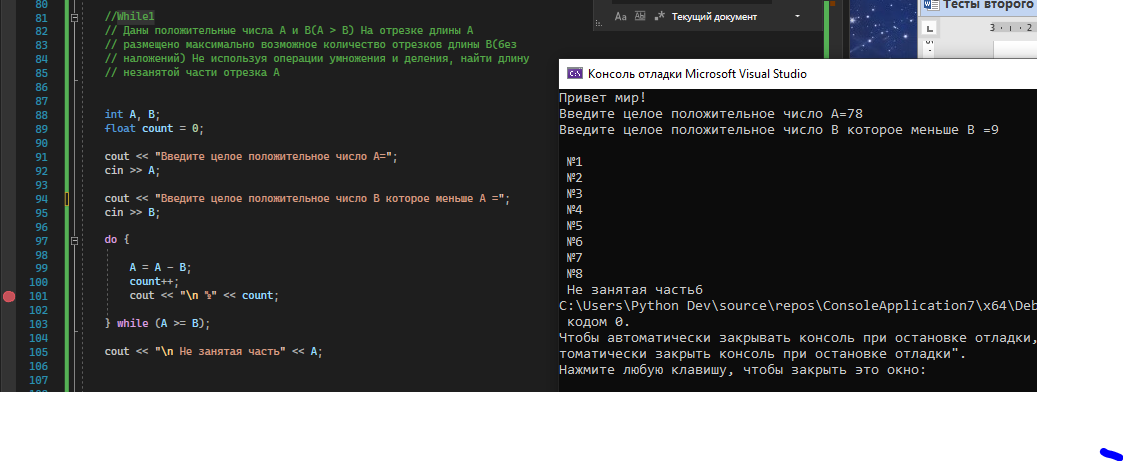 80
81 //While1
82 // Даны положительные числа A и B(A > B) На отрезке длины A
83 // размещено максимально возможное количество отрезков длины B(без
84 // наложений) Не используя операции умножения и деления, найти длину
85 // незанятой части отрезка A
86
87
88 int A, B;
89 float count = 0;
90
91 cout << "Введите целое положительное число A=";
92 cin >> A;
93
94 cout << "Введите целое положительное число B которое меньше A =";
95 cin >> B;
96
97 do {
98
99 A = A - B;
100 count++;
101 cout << "\n №" << count;
102
103 } while (A >= B);
104
105 cout << "\n Не занятая часть" << A;
106
107
Aa Ab .* Текущий документ
Тесты второго
3 2
Консоль отладки Microsoft Visual Studio
Привет мир!
Введите целое положительное число A=78
Введите целое положительное число B которое меньше B =9
№1
№2
№3
№4
№5
№6
№7
№8
Не занятая часть6
C:\Users\Python Dev\source\repos\ConsoleApplication7\x64\Deb
кодом 0.
Чтобы автоматически закрывать консоль при остановке отладки,
томатически закрыть консоль при остановке отладки".
Нажмите любую клавишу, чтобы закрыть это окно: